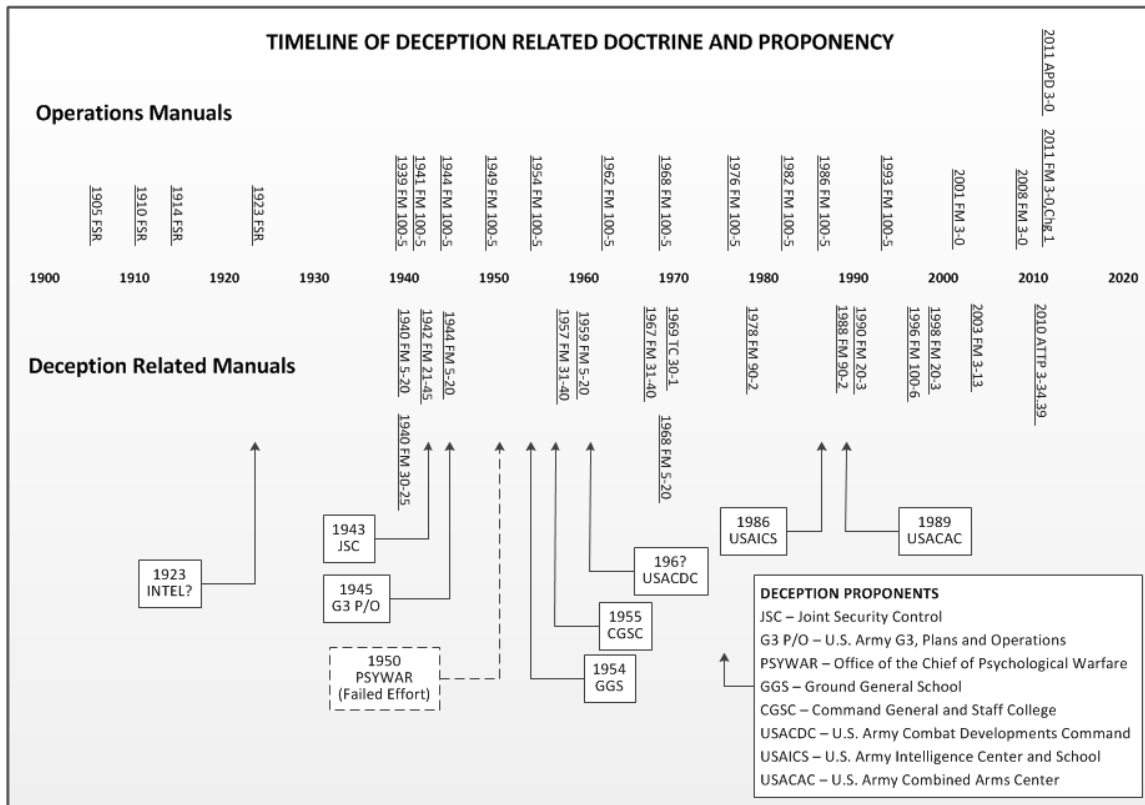 TIMELINE OF DECEPTION RELATED DOCTRINE AND PROPONENCY
Operations Manuals
1905 FSR
1910 FSR
1914 FSR
1923 FSR
1939 FM 100-5
1941 FM 100-5
1944 FM 100-5
1949 FM 100-5
1954 FM 100-5
1962 FM 100-5
1968 FM 100-5
1976 FM 100-5
1982 FM 100-5
1986 FM 100-5
1993 FM 100-5
2001 FM 3-0
2008 FM 3-0
2011 FM 3-0,Chg 1
2011 APD 3-0
1900 1910 1920 1930 1940 1950 1960 1970 1980 1990 2000 2010 2020
Deception Related Manuals
1940 FM 5-20
1940 FM 30-25
1942 FM 21-45
1944 FM 5-20
1957 FM 31-40
1959 FM 5-20
1967 FM 31-40
1969 TC 30-1
1968 FM 5-20
1978 FM 90-2
1988 FM 90-2
1990 FM 20-3
1996 FM 100-6
1998 FM 20-3
2003 FM 3-13
2010 ATTP 3-34.39
1923
INTEL?
1943
JSC
1945
G3 P/O
1950
PSYWAR
(Failed Effort)
1954
GGS
1955
CGSC
196?
USACDC
1986
USAICS
1989
USACAC
DECEPTION PROPONENTS
JSC – Joint Security Control
G3 P/O – U.S. Army G3, Plans and Operations
PSYWAR – Office of the Chief of Psychological Warfare
GGS – Ground General School
CGSC – Command General and Staff College
USACDC – U.S. Army Combat Developments Command
USAICS – U.S. Army Intelligence Center and School
USACAC – U.S. Army Combined Arms Center